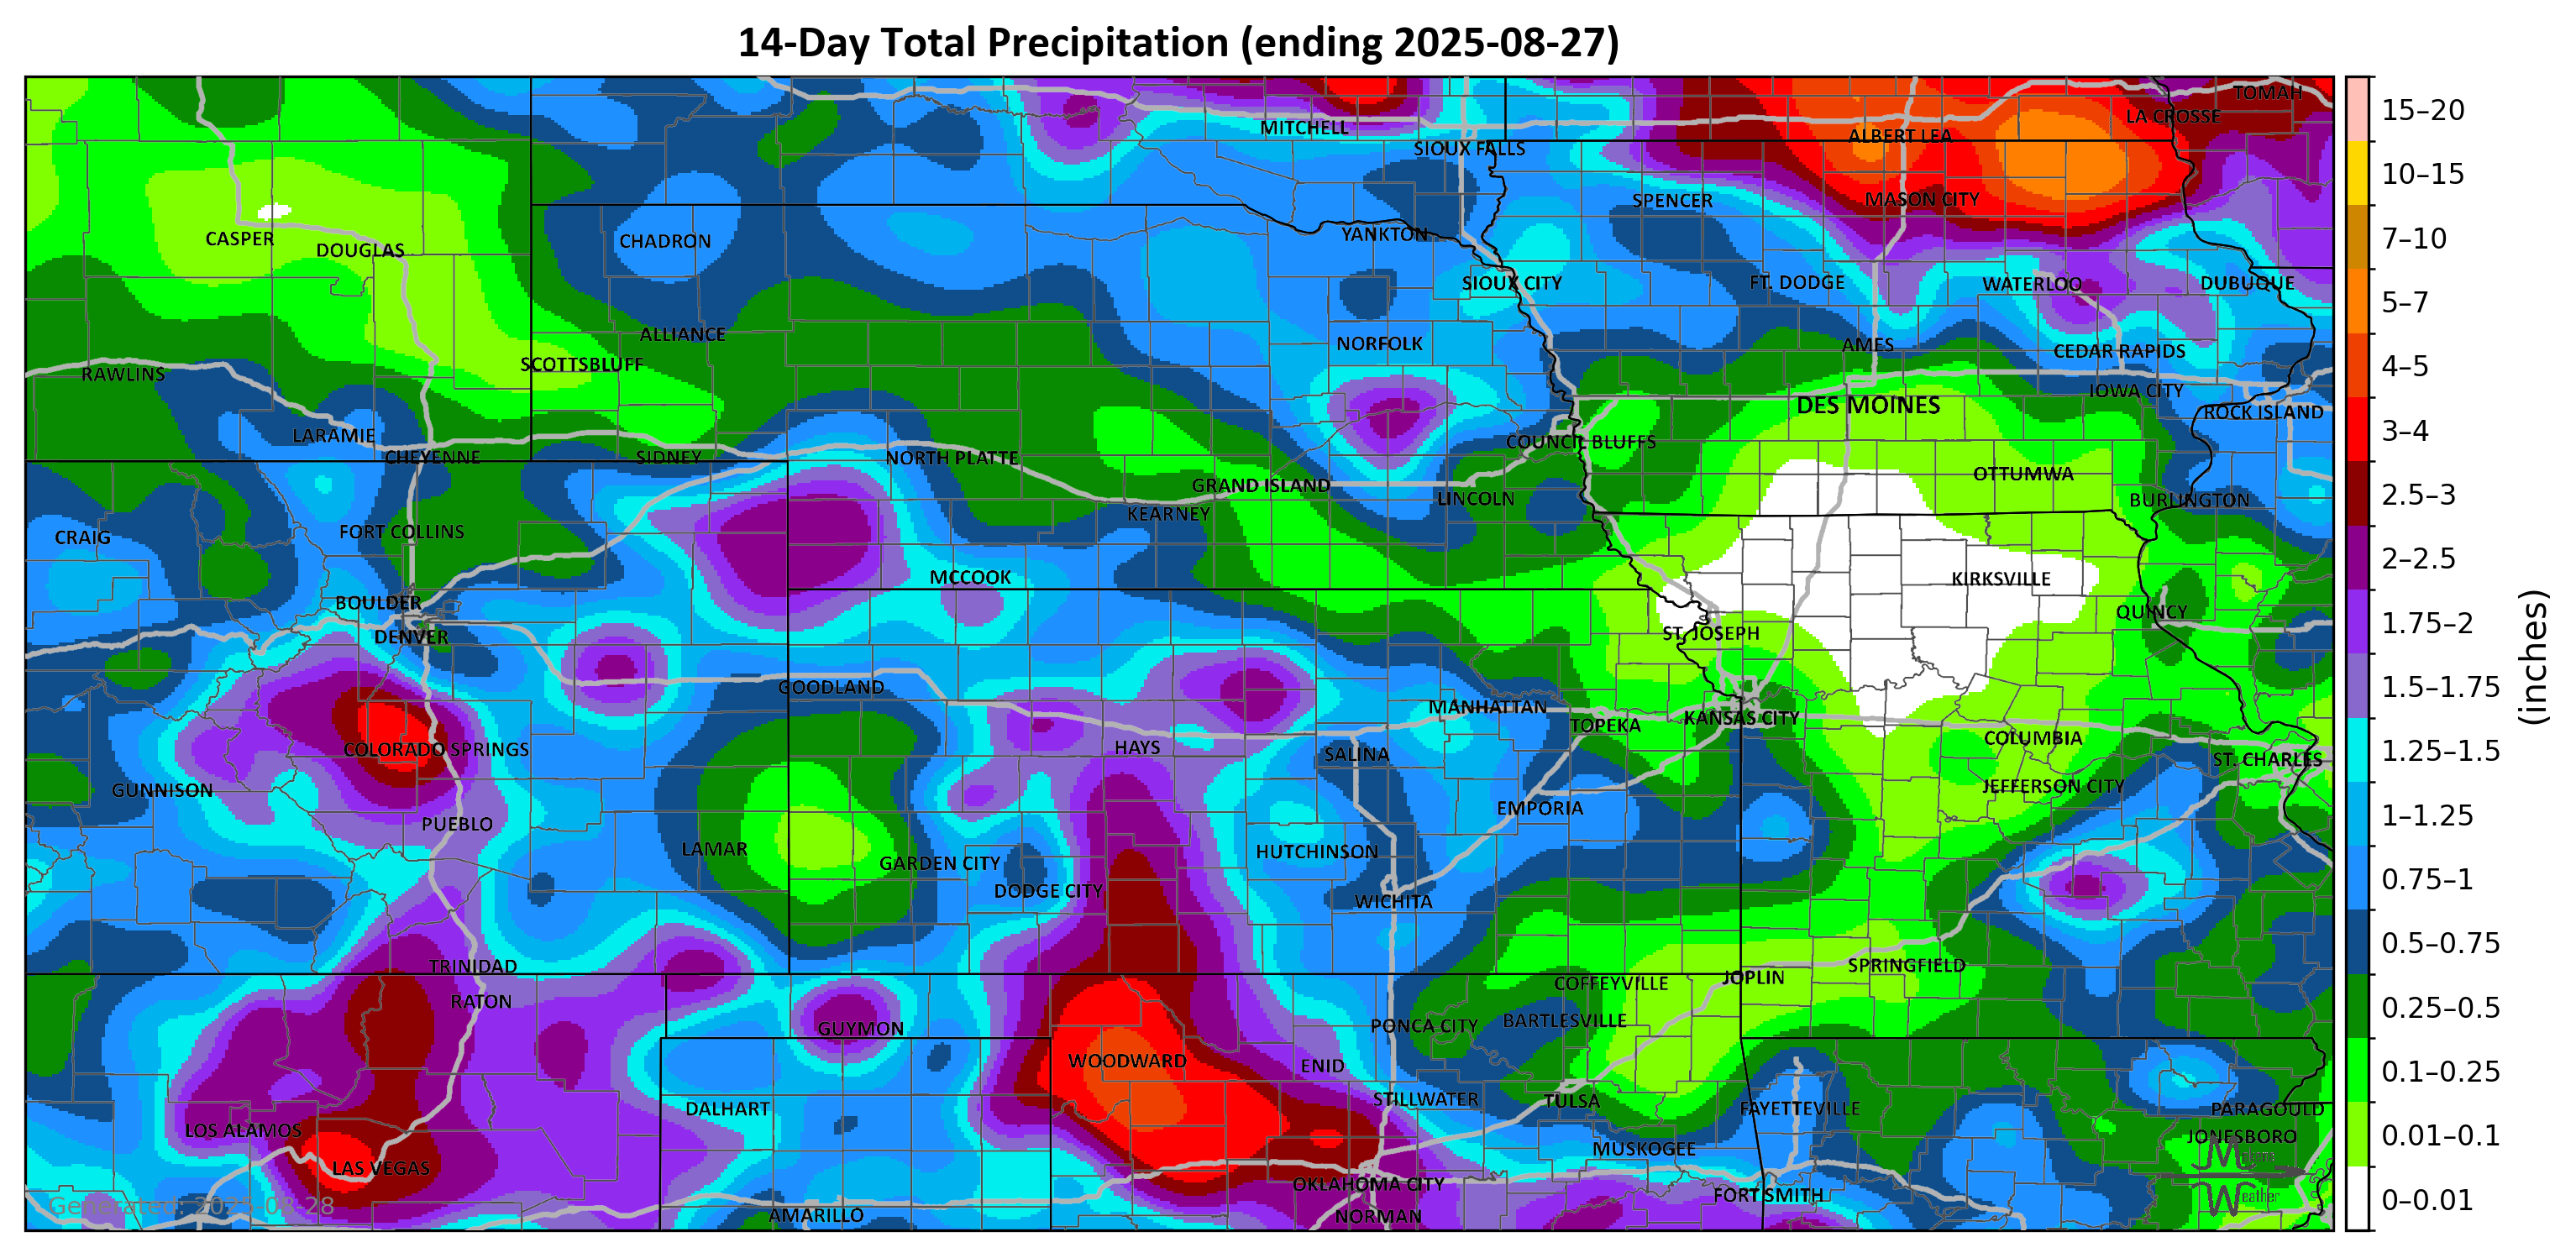 14-Day Total Precipitation (ending 2025-08-27)
TOMAH
LA CROSSE
MITCHELL
ALBERT LEA
SIOUX FALLS
SPENCER
MASON CITY
CASPER
DOUGLAS
CHADRON
YANKTON
SIOUX CITY
FT. DODGE
WATERLOO
DUBUQUE
ALLIANCE
NORFOLK
AMES
CEDAR RAPIDS
SCOTTSBLUFF
RAWLINS
IOWA CITY
DES MOINES
ROCK ISLAND
LARAMIE
COUNCIL BLUFFS
CHEYENNE
SIDNEY
NORTH PLATTE
OTTUMWA
GRAND ISLAND
LINCOLN
BURLINGTON
KEARNEY
CRAIG
FORT COLLINS
MCCOOK
KIRKSVILLE
BOULDER
QUINCY
DENVER
ST. JOSEPH
GOODLAND
MANHATTAN
TOPEKA
KANSAS CITY
COLUMBIA
COLORADO SPRINGS
HAYS
SALINA
ST. CHARLES
GUNNISON
JEFFERSON CITY
EMPORIA
PUEBLO
LAMAR
GARDEN CITY
HUTCHINSON
DODGE CITY
WICHITA
TRINIDAD
SPRINGFIELD
JOPLIN
COFFEYVILLE
RATON
GUYMON
PONCA CITY
BARTLESVILLE
WOODWARD
ENID
STILLWATER
TULSA
DALHART
FAYETTEVILLE
PARAGOULD
LOS ALAMOS
JONESBORO
MUSKOGEE
LAS VEGAS
OKLAHOMA CITY
FORT SMITH
AMARILLO
NORMAN
Generated: 2025-08-28
Weather
15–20
10–15
7–10
5–7
4–5
3–4
2.5–3
2–2.5
1.75–2
1.5–1.75
1.25–1.5
1–1.25
0.75–1
0.5–0.75
0.25–0.5
0.1–0.25
0.01–0.1
0–0.01
(inches)